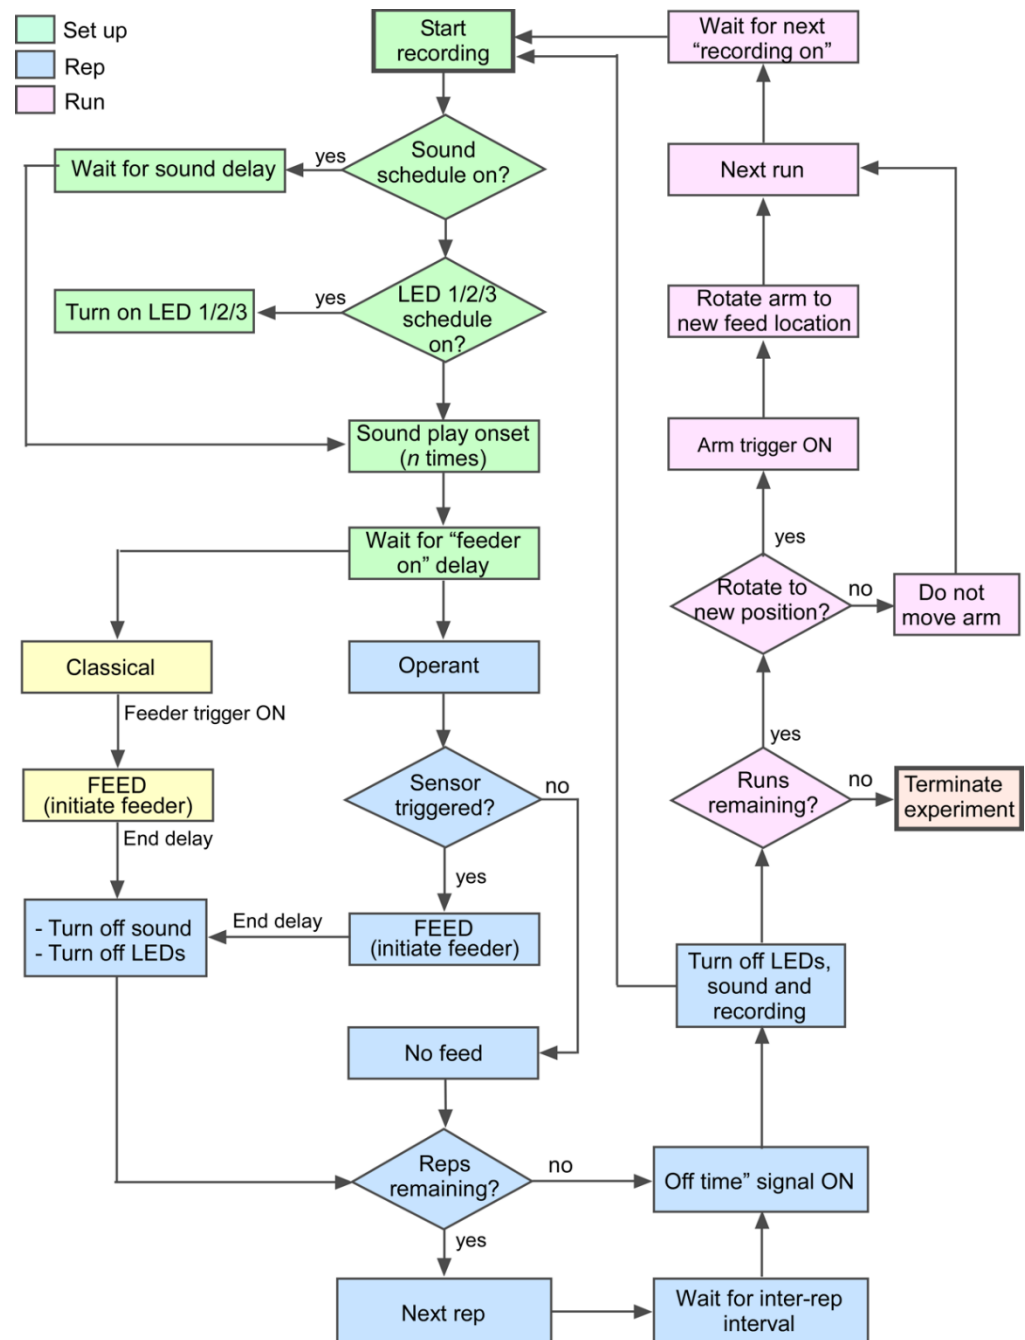 Set up
Rep
Run
Start
recording
Wait for next
“recording on”
Sound
schedule on?
yes
Wait for sound delay
Next run
LED 1/2/3
schedule
on?
yes
Turn on LED 1/2/3
Rotate arm to
new feed location
Sound play onset
(n times)
Arm trigger ON
Wait for “feeder
on” delay
yes
Rotate to
new position?
no
Do not
move arm
Classical
Operant
Feeder trigger ON
yes
FEED
(initiate feeder)
Sensor
triggered?
no
Runs
remaining?
no
Terminate
experiment
End delay
yes
- Turn off sound
- Turn off LEDs
End delay
FEED
(initiate feeder)
Turn off LEDs,
sound and
recording
No feed
Reps
remaining?
no
Off time” signal ON
yes
Next rep
Wait for inter-rep
interval